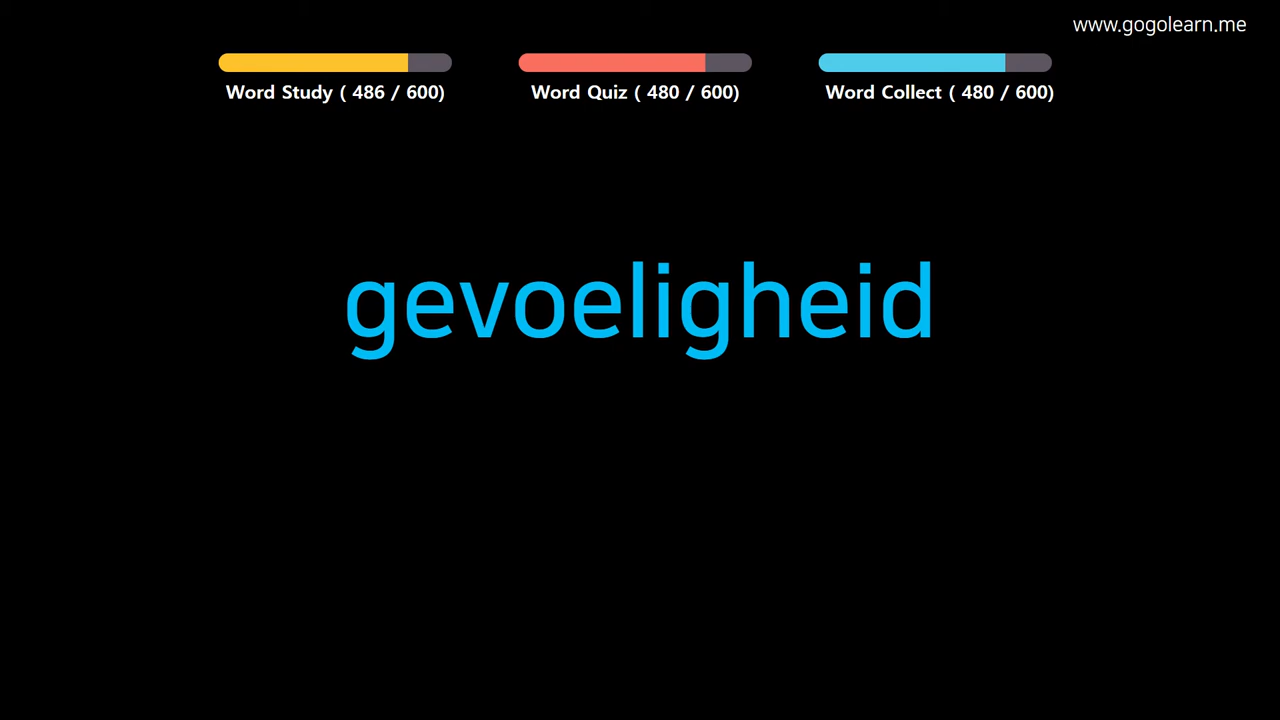 www.gogolearn.me
Word Study ( 486 / 600)
Word Quiz ( 480 / 600)
Word Collect ( 480 / 600)
gevoeligheid